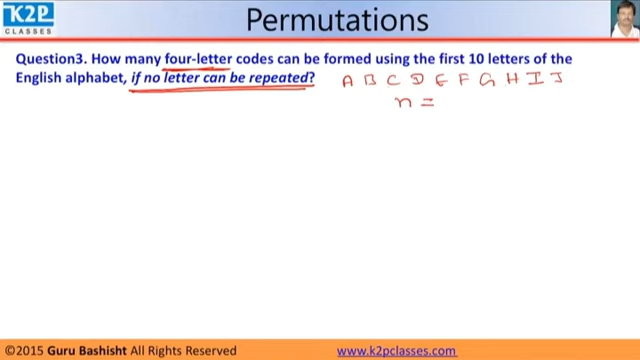 K2P
CLASSES
Permutations
Question3. How many four-letter codes can be formed using the first 10 letters of the
English alphabet, if no letter can be repeated? A B C D E F G H I J
n =
©2015 Guru Bashisht All Rights Reserved
www.k2pclasses.com